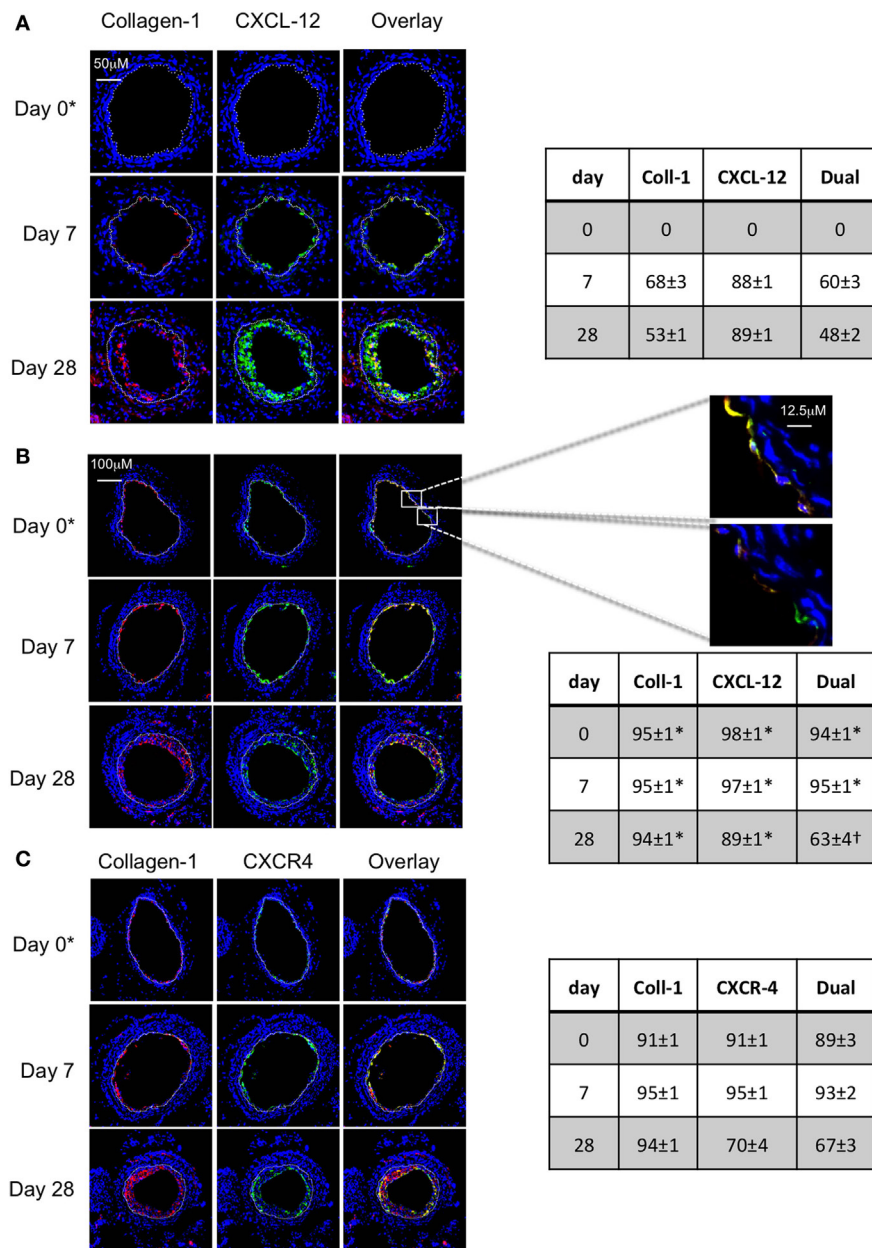 A
Collagen-1 CXCL-12 Overlay
50μM
Day 0*
Day 7
Day 28
day Coll-1 CXCL-12 Dual
0 0 0 0
7 68±3 88±1 60±3
28 53±1 89±1 48±2
B
100μM
12.5μM
Day 0*
Day 7
Day 28
day Coll-1 CXCL-12 Dual
0 95±1* 98±1* 94±1*
7 95±1* 97±1* 95±1*
28 94±1* 89±1* 63±4†
C
Collagen-1 CXCR4 Overlay
Day 0*
Day 7
Day 28
day Coll-1 CXCR-4 Dual
0 91±1 91±1 89±3
7 95±1 95±1 93±2
28 94±1 70±4 67±3